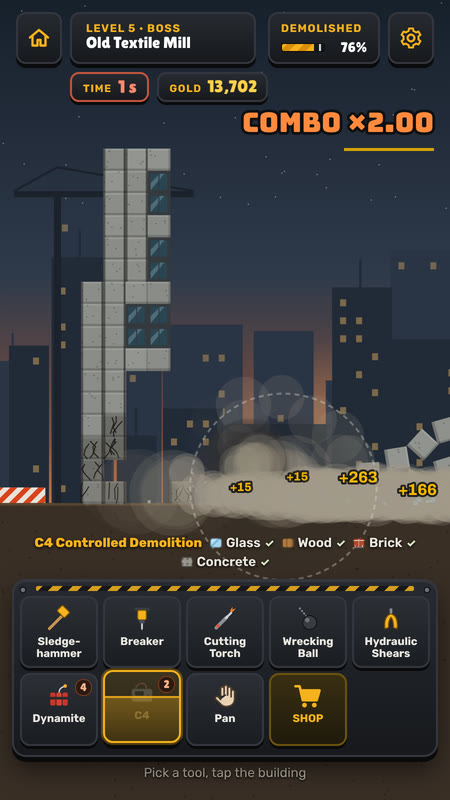 LEVEL 5 • BOSS
Old Textile Mill
DEMOLISHED
76%
TIME 1 s
GOLD 13,702
COMBO ×2.00
+15
+15
+263
+166
C4 Controlled Demolition Glass ✓ Wood ✓ Brick ✓
Concrete ✓
Sledge-
hammer
Breaker
Cutting
Torch
Wrecking
Ball
Hydraulic
Shears
4
Dynamite
2
C4
Pan
SHOP
Pick a tool, tap the building